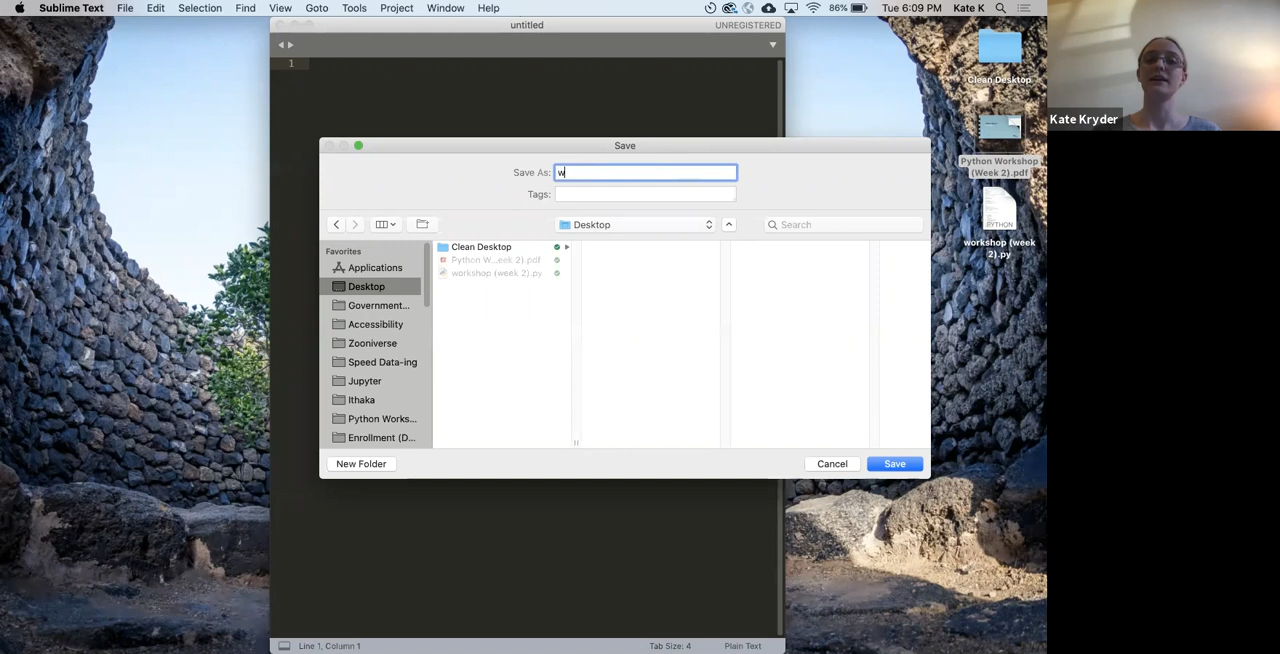 Sublime Text File Edit Selection Find View Goto Tools Project Window Help 86% Tue 6:09 PM Kate K
untitled UNREGISTERED
1
Save
Save As: w
Tags:
Desktop
Search
Favorites
Applications
Desktop
Government...
Accessibility
Zooniverse
Speed Data-ing
Jupyter
Ithaka
Python Works...
Enrollment (D...
Clean Desktop
Python W...eek 2).pdf
workshop (week 2).py
New Folder Cancel Save
Line 1, Column 1 Tab Size: 4 Plain Text
Clean Desktop
Python Workshop
(Week 2).pdf
PYTHON
workshop (week
2).py
Kate Kryder